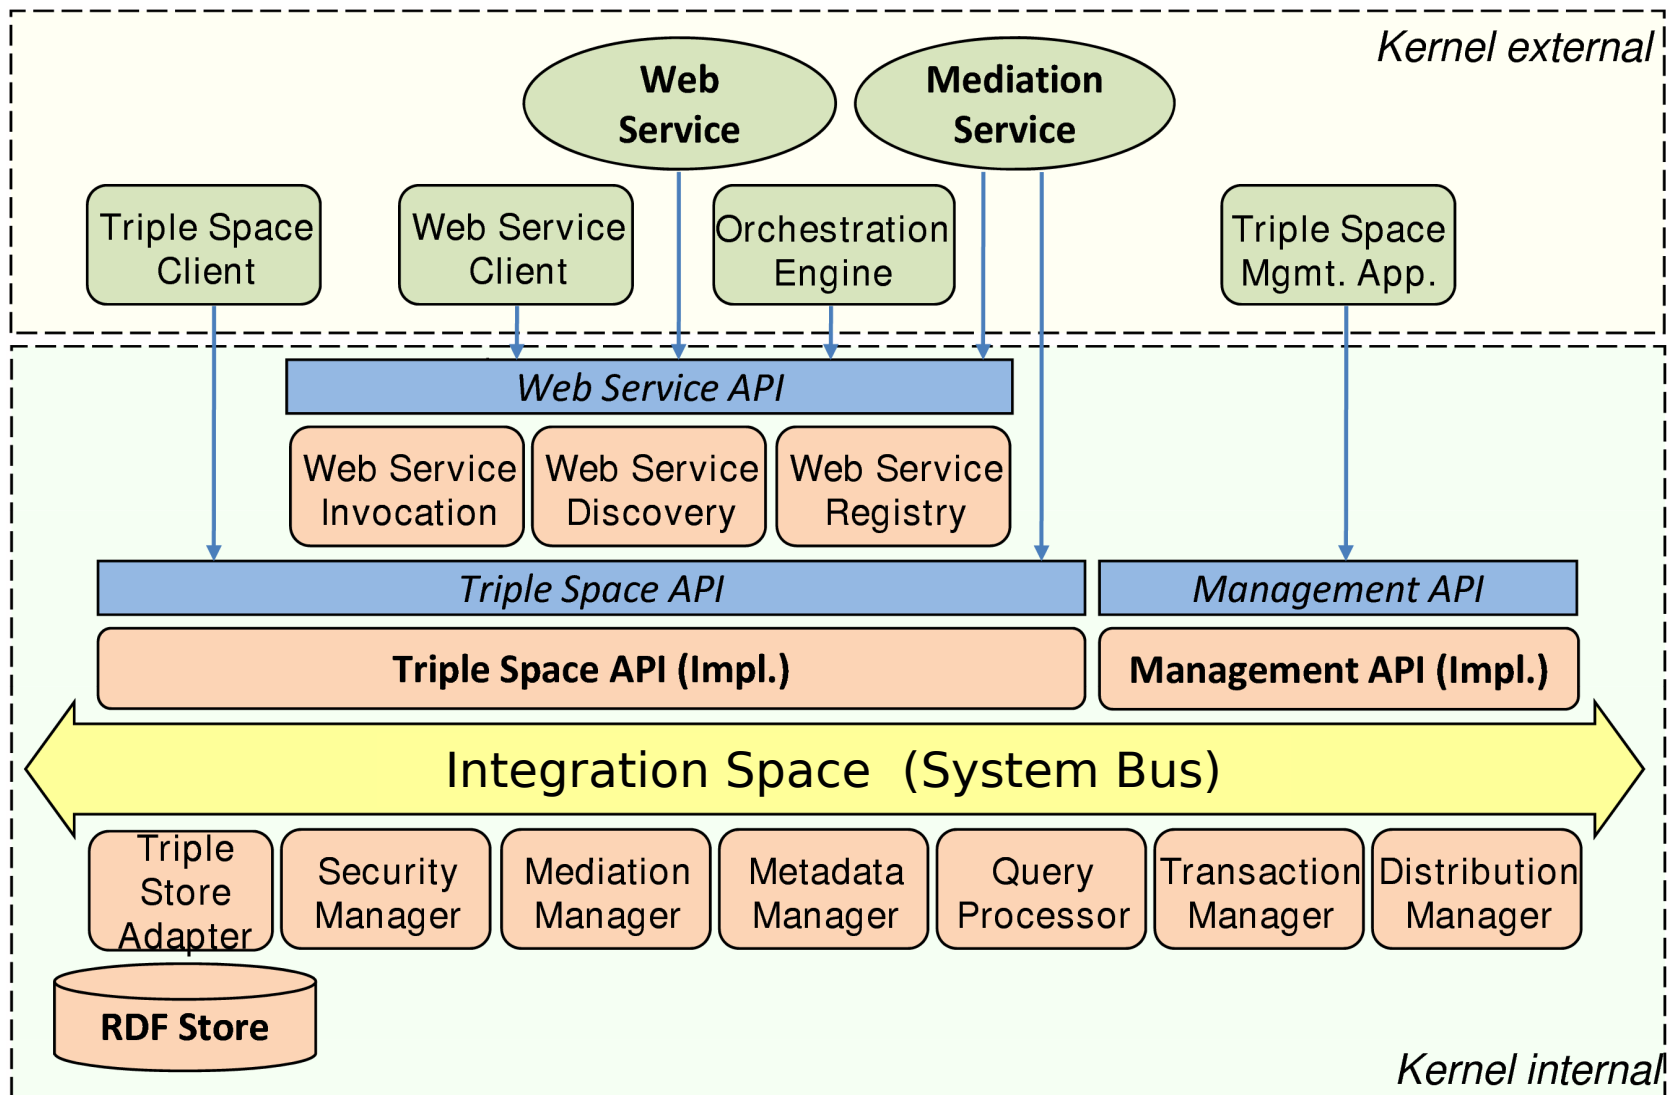 Kernel external
Web
Service
Mediation
Service
Triple Space
Client
Web Service
Client
Orchestration
Engine
Triple Space
Mgmt. App.
Web Service API
Web Service
Invocation
Web Service
Discovery
Web Service
Registry
Triple Space API
Management API
Triple Space API (Impl.)
Management API (Impl.)
Integration Space (System Bus)
Triple
Store
Adapter
Security
Manager
Mediation
Manager
Metadata
Manager
Query
Processor
Transaction
Manager
Distribution
Manager
RDF Store
Kernel internal